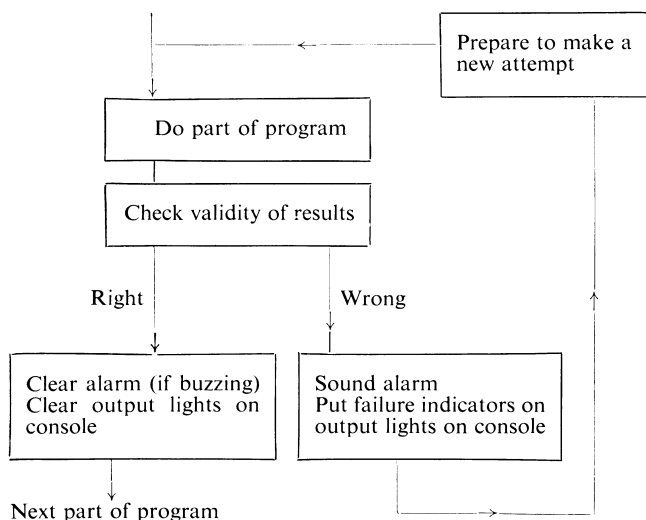 Prepare to make a
new attempt
Do part of program
Check validity of results
Right
Wrong
Clear alarm (if buzzing)
Clear output lights on
console
Sound alarm
Put failure indicators on
output lights on console
Next part of program